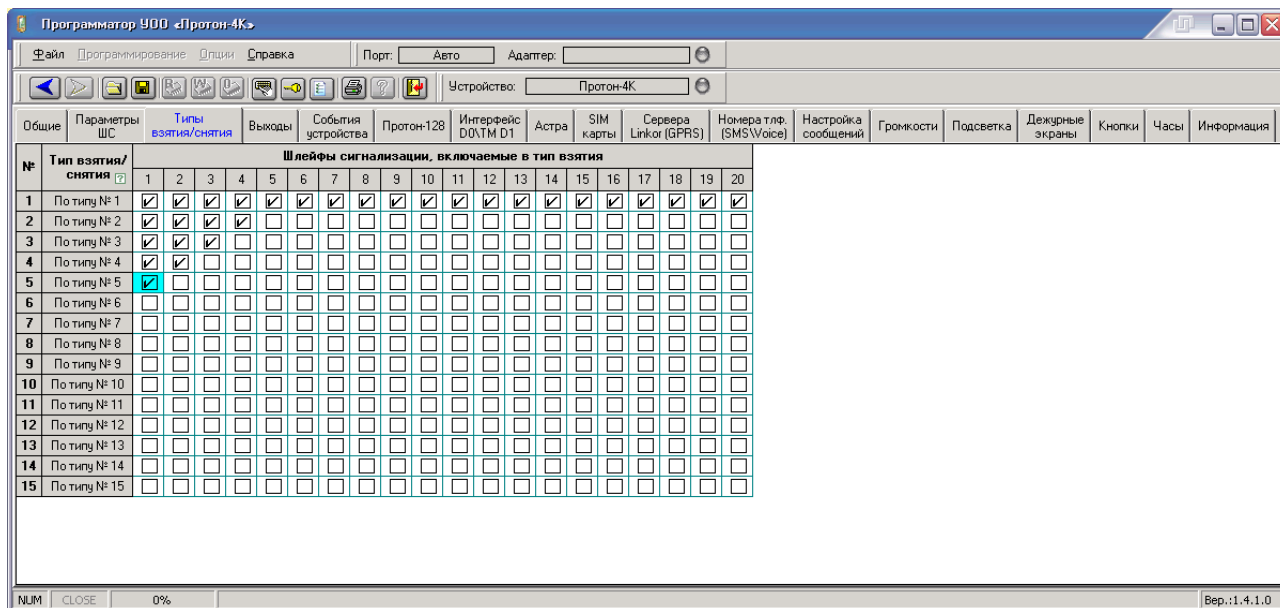 Программатор УОО «Протон-4К»
Файл Программирование Опции Справка Порт: Авто Адаптер:
Устройство: Протон-4К
Общие Параметры ШС Типы взятия/снятия Выходы События устройства Протон-128 Интерфейс D0\TM D1 Астра SIM карты Сервера Linkor (GPRS) Номера тлф. (SMS\Voice) Настройка сообщений Громкости Подсветка Дежурные экраны Кнопки Часы Информация
№ Тип взятия/снятия ? Шлейфы сигнализации, включаемые в тип взятия
1 2 3 4 5 6 7 8 9 10 11 12 13 14 15 16 17 18 19 20
1 По типу № 1
2 По типу № 2
3 По типу № 3
4 По типу № 4
5 По типу № 5
6 По типу № 6
7 По типу № 7
8 По типу № 8
9 По типу № 9
10 По типу № 10
11 По типу № 11
12 По типу № 12
13 По типу № 13
14 По типу № 14
15 По типу № 15
NUM CLOSE 0% Вер.:1.4.1.0